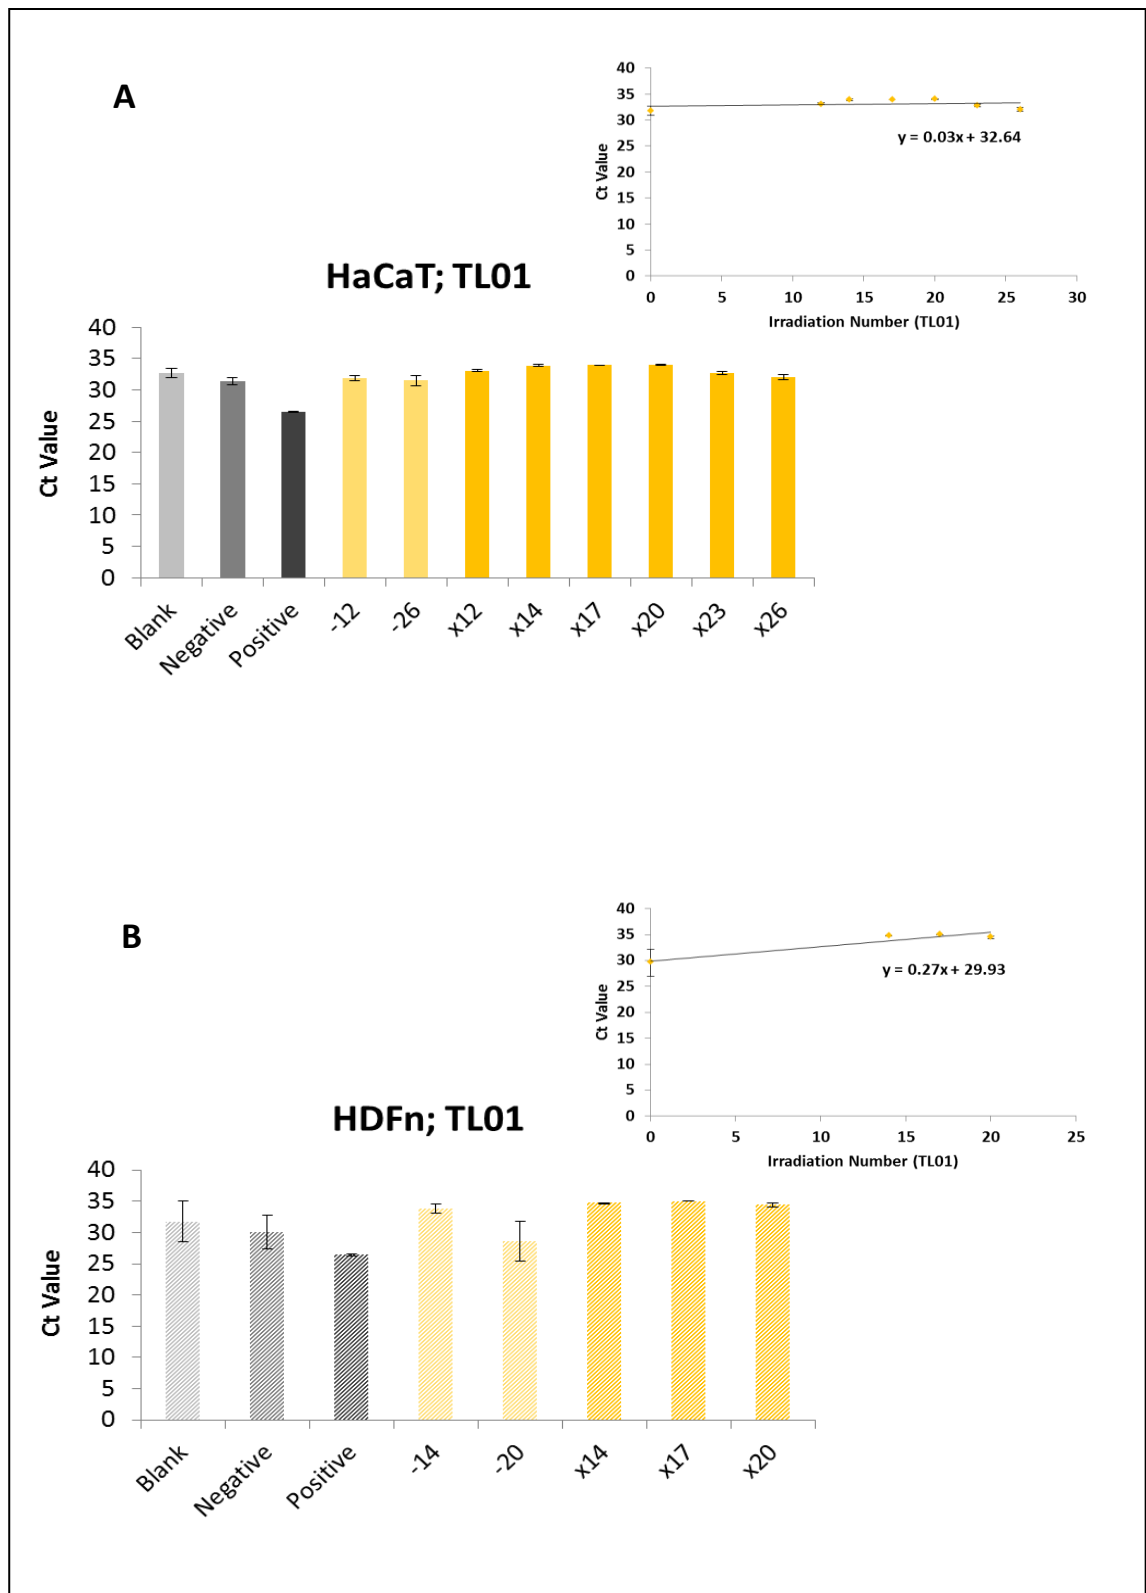 A
40
35
30
25
20
15
10
5
0
Ct Value
y = 0.03x + 32.64
0 5 10 15 20 25 30
Irradiation Number (TL01)
HaCaT; TL01
40
35
30
25
20
15
10
5
0
Ct Value
Blank Negative Positive -12 -26 x12 x14 x17 x20 x23 x26
B
40
35
30
25
20
15
10
5
0
Ct Value
y = 0.27x + 29.93
0 5 10 15 20 25
Irradiation Number (TL01)
HDFn; TL01
40
35
30
25
20
15
10
5
0
Ct Value
Blank Negative Positive -14 -20 x14 x17 x20